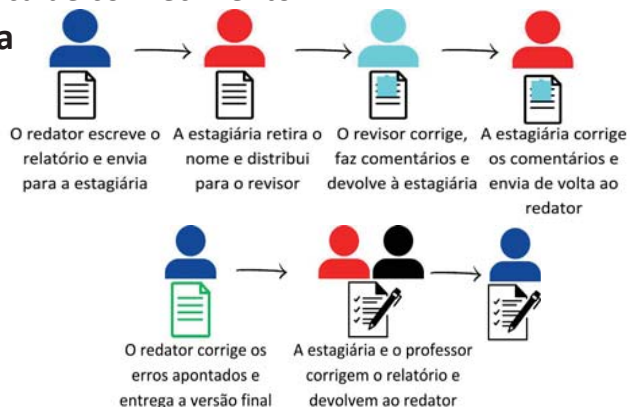 a
O redator escreve o
relatório e envia
para a estagiária
A estagiária retira o
nome e distribui
para o revisor
O revisor corrige,
faz comentários e
devolve à estagiária
A estagiária corrige
os comentários e
envia de volta ao
redator
O redator corrige os
erros apontados e
entrega a versão final
A estagiária e o professor
corrigem o relatório e
devolvem ao redator